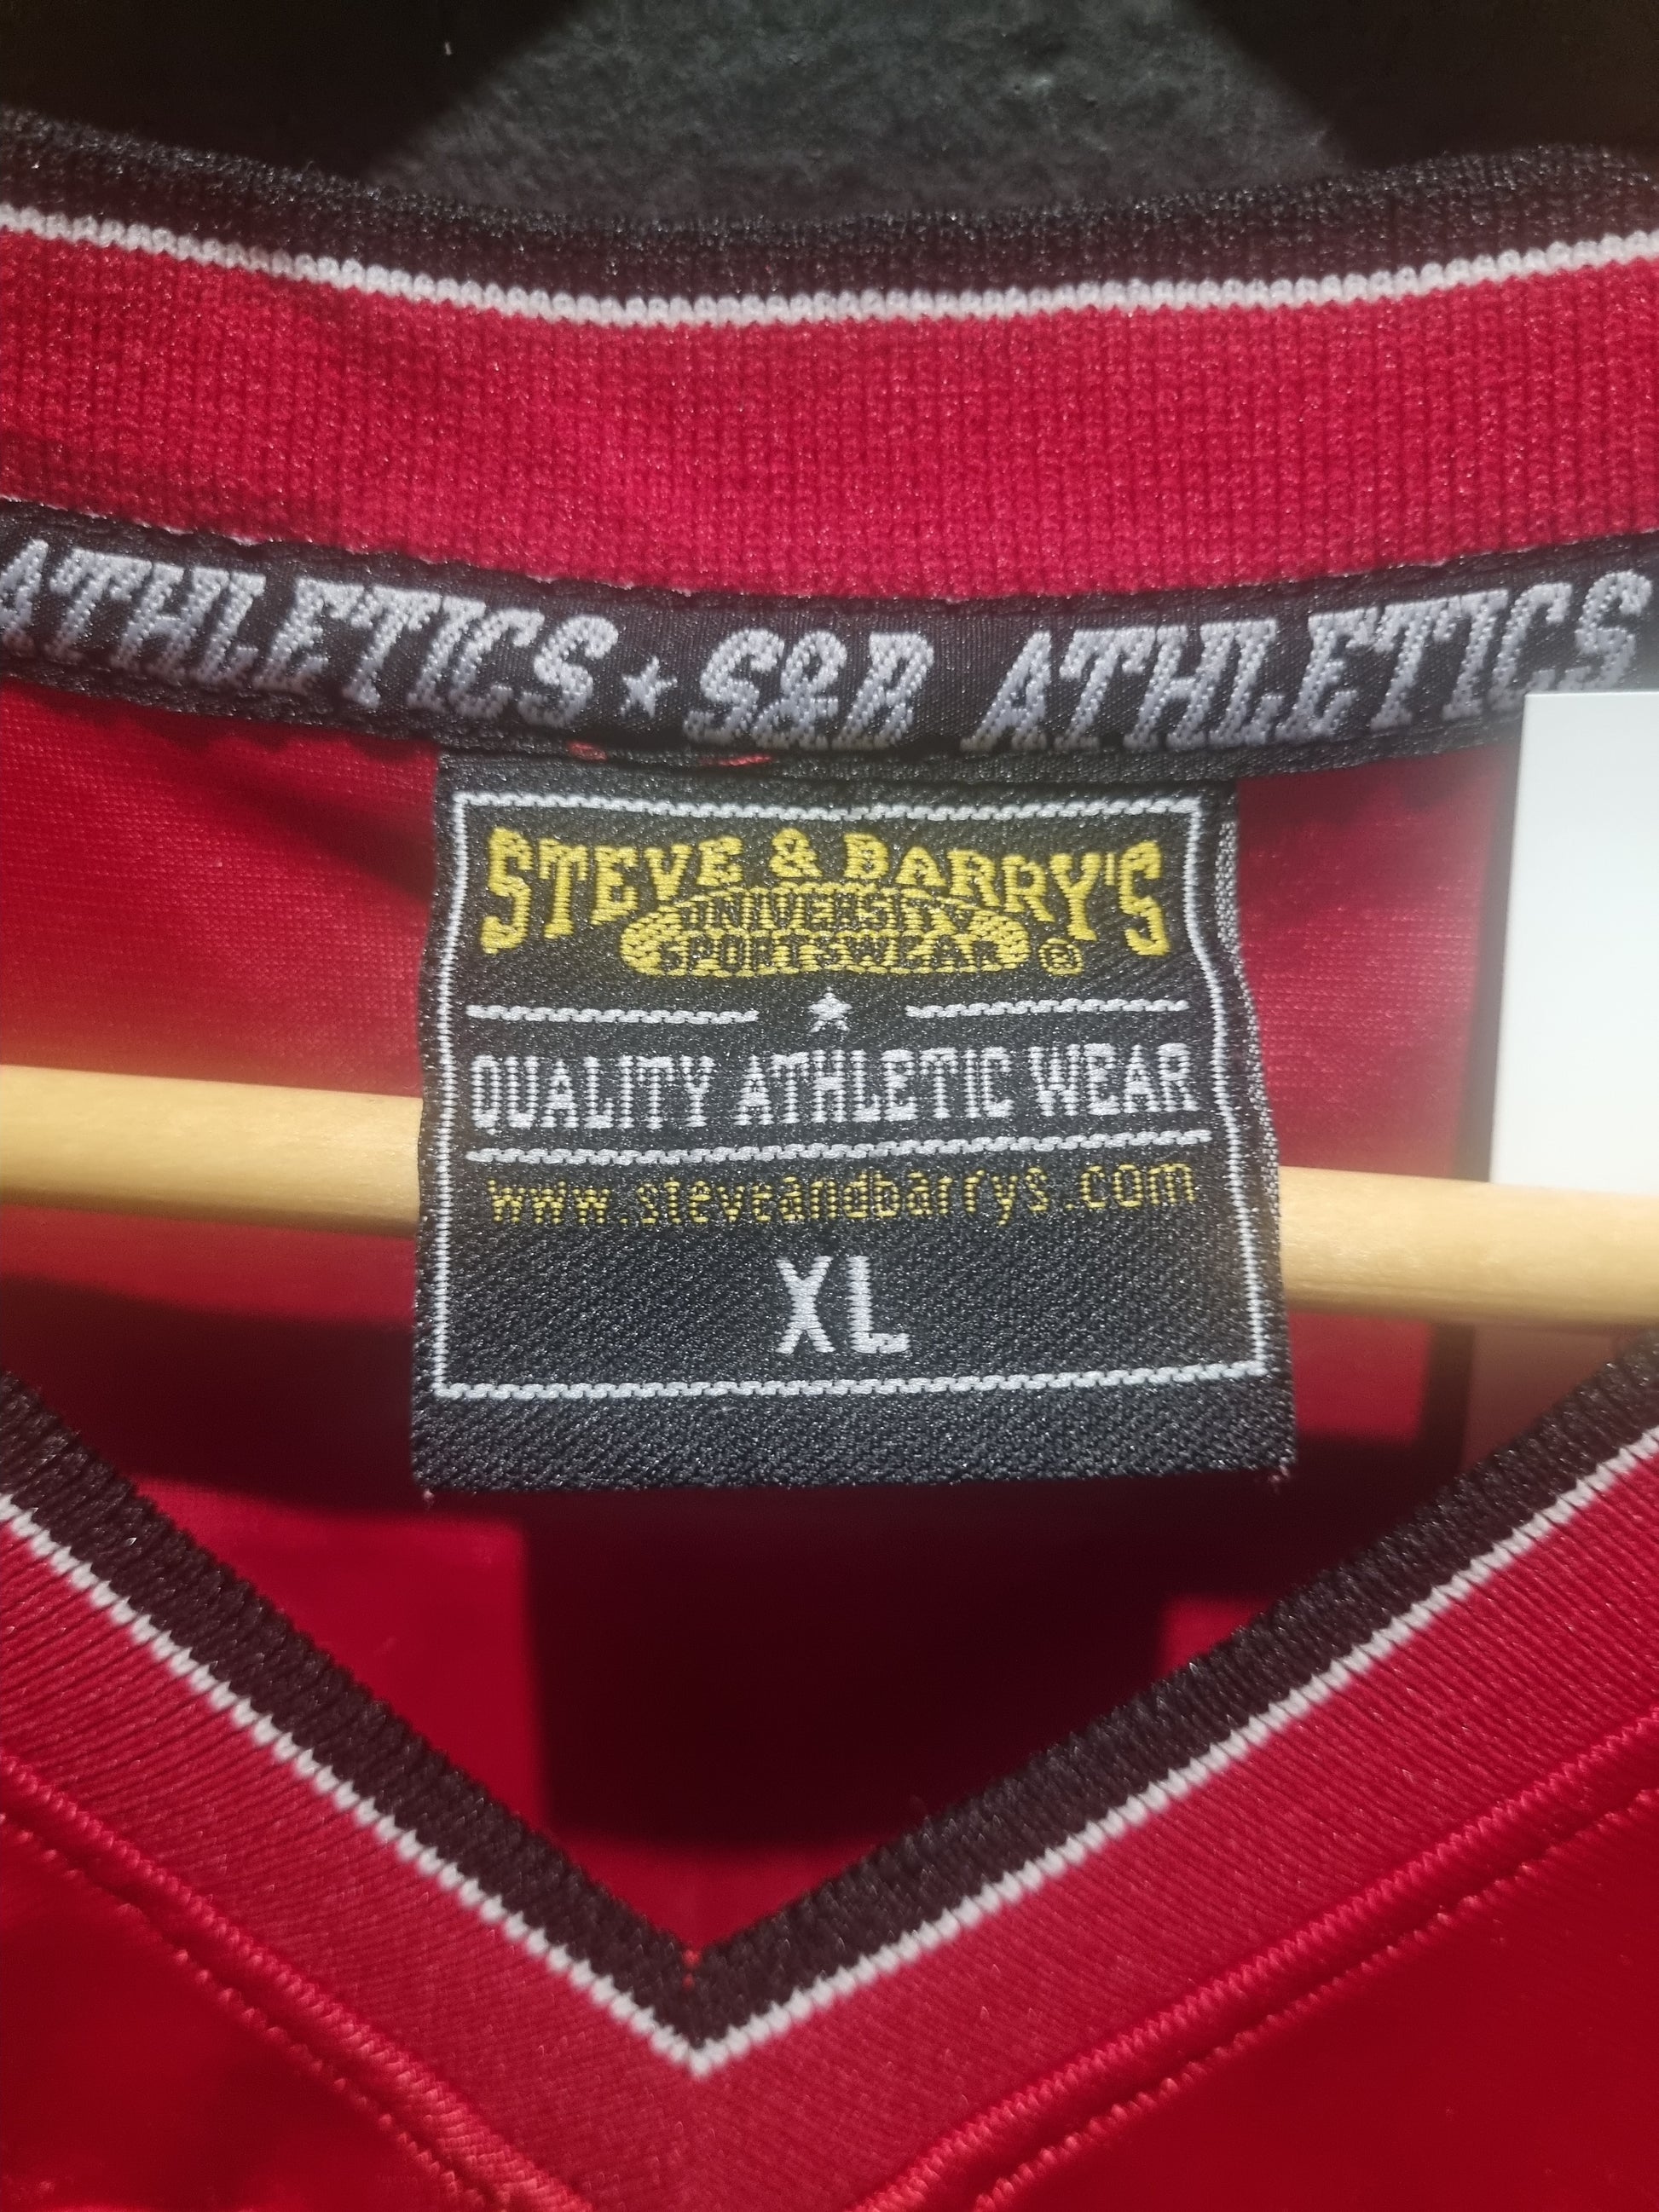 ATHLETICS ★ S&B ATHLETICS
STEVE & BARRY'S
UNIVERSITY
SPORTSWEAR ®
QUALITY ATHLETIC WEAR
www.steveandbarrys.com
XL